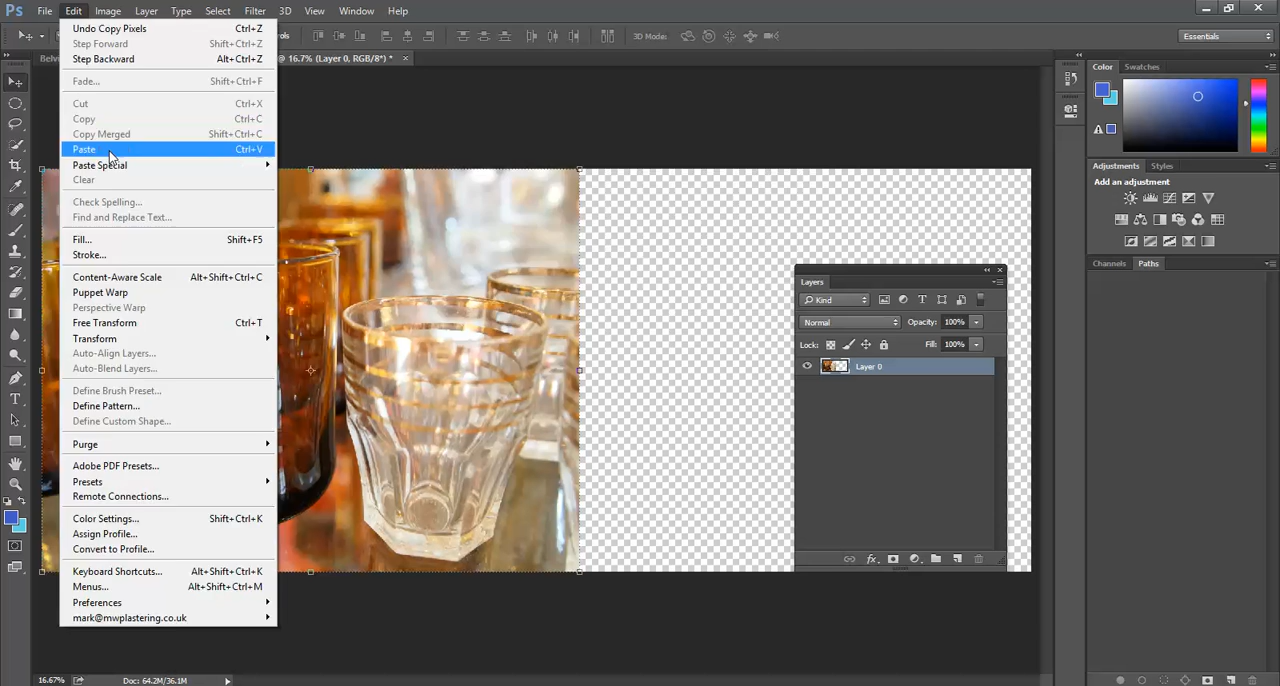 Ps File Edit Image Layer Type Select Filter 3D View Window Help
3D Mode: Essentials
@ 16.7% (Layer 0, RGB/8*) * ×
Undo Copy Pixels Ctrl+Z
Step Forward Shift+Ctrl+Z
Step Backward Alt+Ctrl+Z
Fade... Shift+Ctrl+F
Cut Ctrl+X
Copy Ctrl+C
Copy Merged Shift+Ctrl+C
Paste Ctrl+V
Paste Special
Clear
Check Spelling...
Find and Replace Text...
Fill... Shift+F5
Stroke...
Content-Aware Scale Alt+Shift+Ctrl+C
Puppet Warp
Perspective Warp
Free Transform Ctrl+T
Transform
Auto-Align Layers...
Auto-Blend Layers...
Define Brush Preset...
Define Pattern...
Define Custom Shape...
Purge
Adobe PDF Presets...
Presets
Remote Connections...
Color Settings... Shift+Ctrl+K
Assign Profile...
Convert to Profile...
Keyboard Shortcuts... Alt+Shift+Ctrl+K
Menus... Alt+Shift+Ctrl+M
Preferences
mark@mwplastering.co.uk
Layers
Kind
Normal Opacity: 100%
Lock: Fill: 100%
Layer 0
fx
Color Swatches
Adjustments Styles
Add an adjustment
Channels Paths
16.67% Doc: 64.2M/36.1M